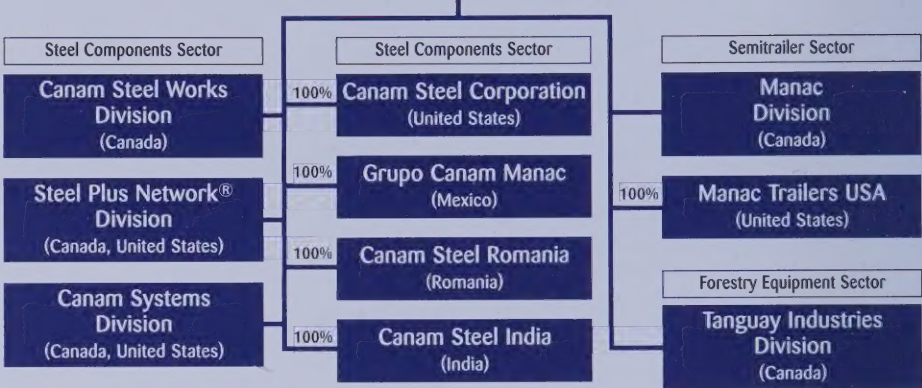 Steel Components Sector
Canam Steel Works
Division
(Canada)
Steel Plus Network®
Division
(Canada, United States)
Canam Systems
Division
(Canada, United States)
Steel Components Sector
100%
Canam Steel Corporation
(United States)
100%
Grupo Canam Manac
(Mexico)
100%
Canam Steel Romania
(Romania)
100%
Canam Steel India
(India)
Semitrailer Sector
Manac
Division
(Canada)
100%
Manac Trailers USA
(United States)
Forestry Equipment Sector
Tanguay Industries
Division
(Canada)